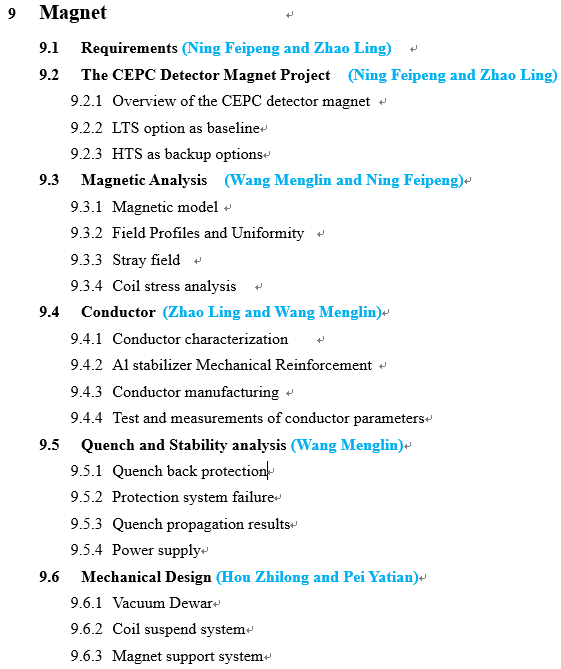 9 Magnet
9.1 Requirements (Ning Feipeng and Zhao Ling)
9.2 The CEPC Detector Magnet Project (Ning Feipeng and Zhao Ling)
9.2.1 Overview of the CEPC detector magnet
9.2.2 LTS option as baseline
9.2.3 HTS as backup options
9.3 Magnetic Analysis (Wang Menglin and Ning Feipeng)
9.3.1 Magnetic model
9.3.2 Field Profiles and Uniformity
9.3.3 Stray field
9.3.4 Coil stress analysis
9.4 Conductor (Zhao Ling and Wang Menglin)
9.4.1 Conductor characterization
9.4.2 Al stabilizer Mechanical Reinforcement
9.4.3 Conductor manufacturing
9.4.4 Test and measurements of conductor parameters
9.5 Quench and Stability analysis (Wang Menglin)
9.5.1 Quench back protection
9.5.2 Protection system failure
9.5.3 Quench propagation results
9.5.4 Power supply
9.6 Mechanical Design (Hou Zhilong and Pei Yatian)
9.6.1 Vacuum Dewar
9.6.2 Coil suspend system
9.6.3 Magnet support system